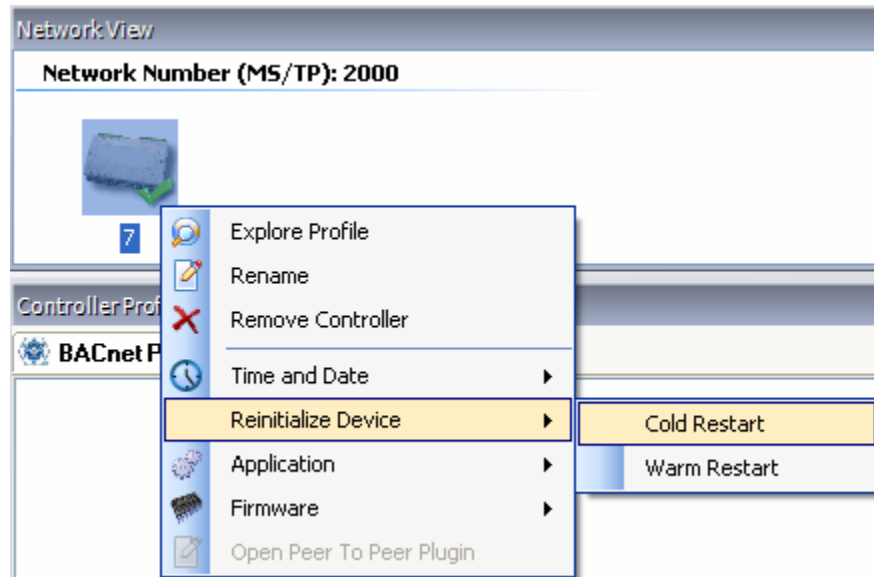 Network View
Network Number (MS/TP): 2000
7
Explore Profile
Rename
Remove Controller
Controller Prof
BACnet P
Time and Date
Reinitialize Device
Cold Restart
Application
Warm Restart
Firmware
Open Peer To Peer Plugin